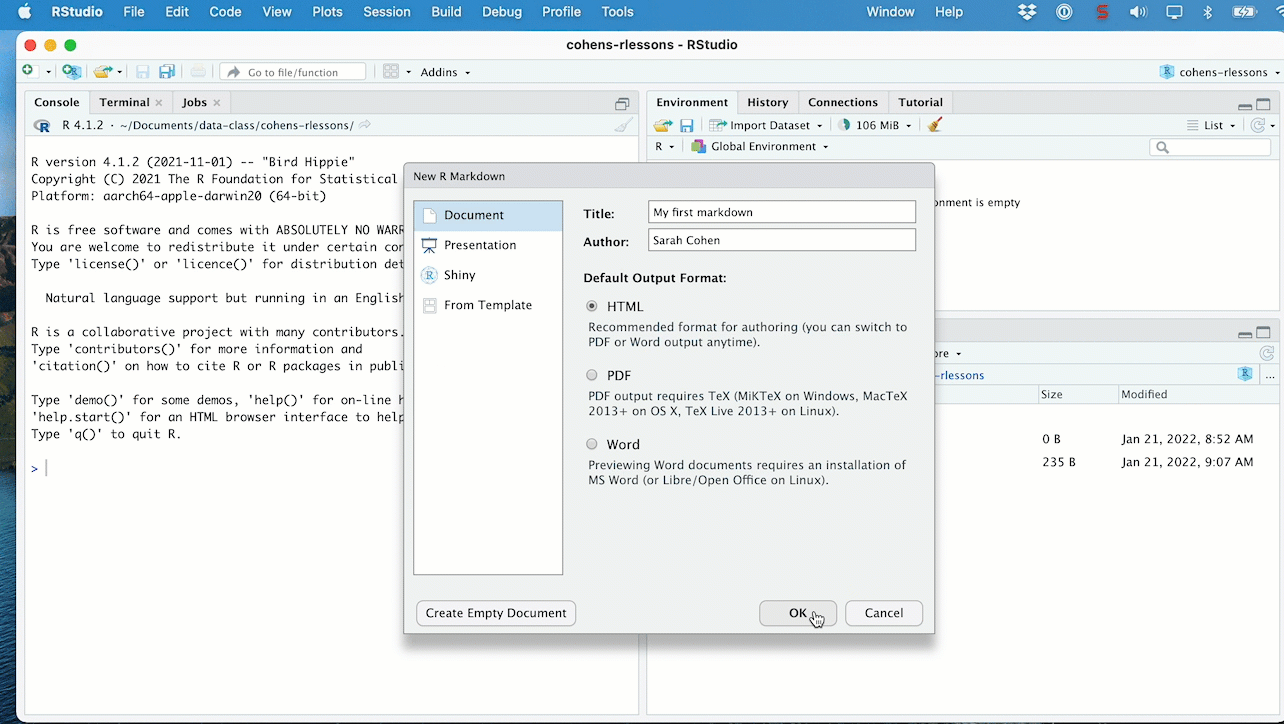 RStudio File Edit Code View Plots Session Build Debug Profile Tools Window Help
cohens-rlessons - RStudio
Go to file/function Addins cohens-rlessons
Console Terminal Jobs
R 4.1.2 · ~/Documents/data-class/cohens-rlessons/
R version 4.1.2 (2021-11-01) -- "Bird Hippie"
Copyright (C) 2021 The R Foundation for Statistical
Platform: aarch64-apple-darwin20 (64-bit)
R is free software and comes with ABSOLUTELY NO WARR
You are welcome to redistribute it under certain con
Type 'license()' or 'licence()' for distribution det
Natural language support but running in an English
R is a collaborative project with many contributors.
Type 'contributors()' for more information and
'citation()' on how to cite R or R packages in publi
Type 'demo()' for some demos, 'help()' for on-line h
'help.start()' for an HTML browser interface to help
Type 'q()' to quit R.
>
New R Markdown
Document
Presentation
Shiny
From Template
Title: My first markdown
Author: Sarah Cohen
Default Output Format:
HTML
Recommended format for authoring (you can switch to
PDF or Word output anytime).
PDF
PDF output requires TeX (MiKTeX on Windows, MacTeX
2013+ on OS X, TeX Live 2013+ on Linux).
Word
Previewing Word documents requires an installation of
MS Word (or Libre/Open Office on Linux).
Create Empty Document OK Cancel
Environment History Connections Tutorial
Import Dataset 106 MiB List
R Global Environment
onment is empty
ore
-rlessons ...
Size Modified
0 B Jan 21, 2022, 8:52 AM
235 B Jan 21, 2022, 9:07 AM